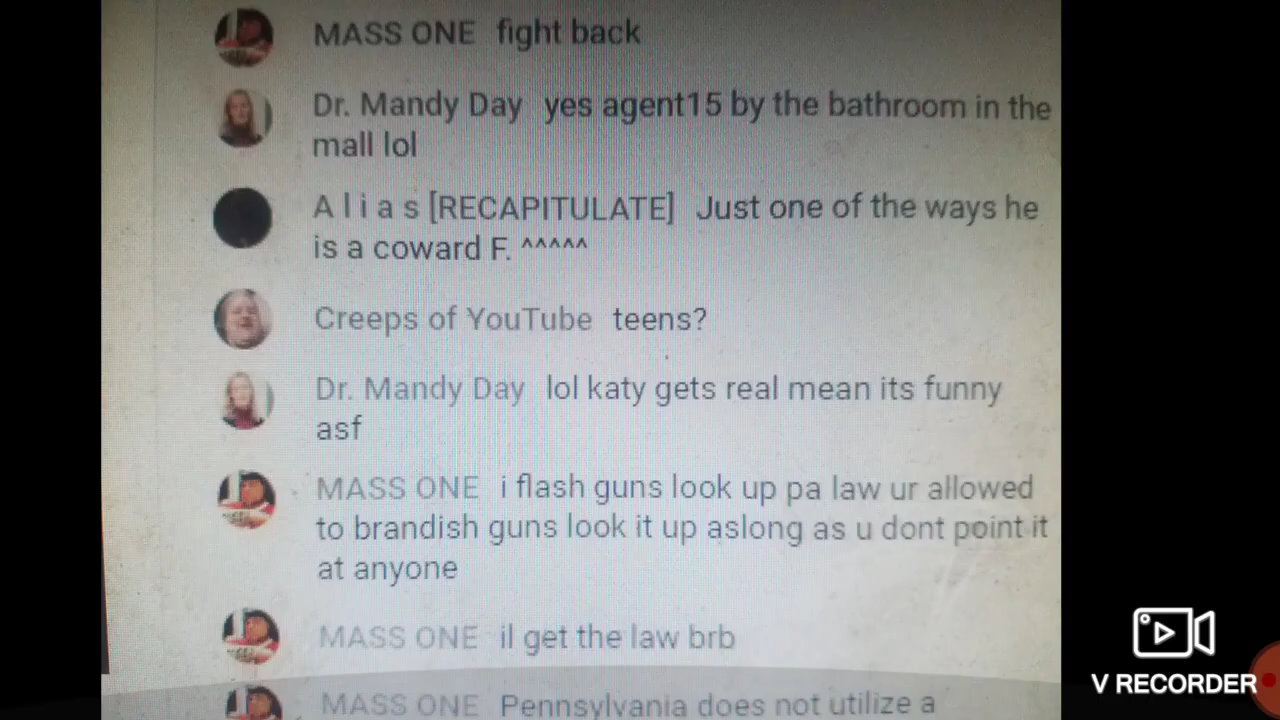 MASS ONE fight back
Dr. Mandy Day yes agent15 by the bathroom in the
mall lol
A l i a s [RECAPITULATE] Just one of the ways he
is a coward F. ^^^^^
Creeps of YouTube teens?
Dr. Mandy Day lol katy gets real mean its funny
asf
MASS ONE i flash guns look up pa law ur allowed
to brandish guns look it up aslong as u dont point it
at anyone
MASS ONE il get the law brb
MASS ONE Pennsylvania does not utilize a
V RECORDER